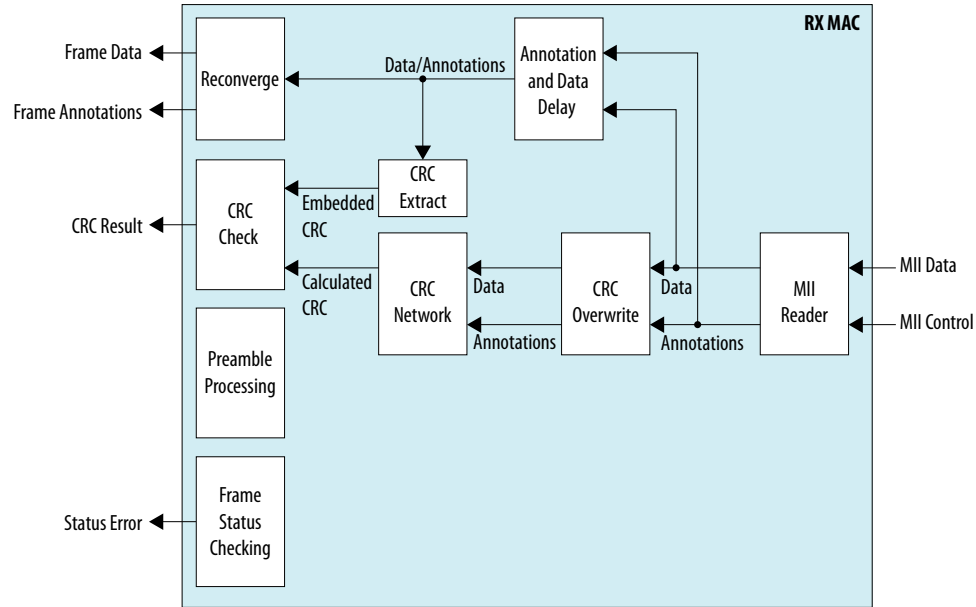 RX MAC
Frame Data
Frame Annotations
Reconverge
Data/Annotations
Annotation
and Data
Delay
CRC
Extract
Embedded
CRC
CRC Result
CRC
Check
Calculated
CRC
CRC
Network
Data
Annotations
CRC
Overwrite
Data
Annotations
MII
Reader
MII Data
MII Control
Preamble
Processing
Status Error
Frame
Status
Checking